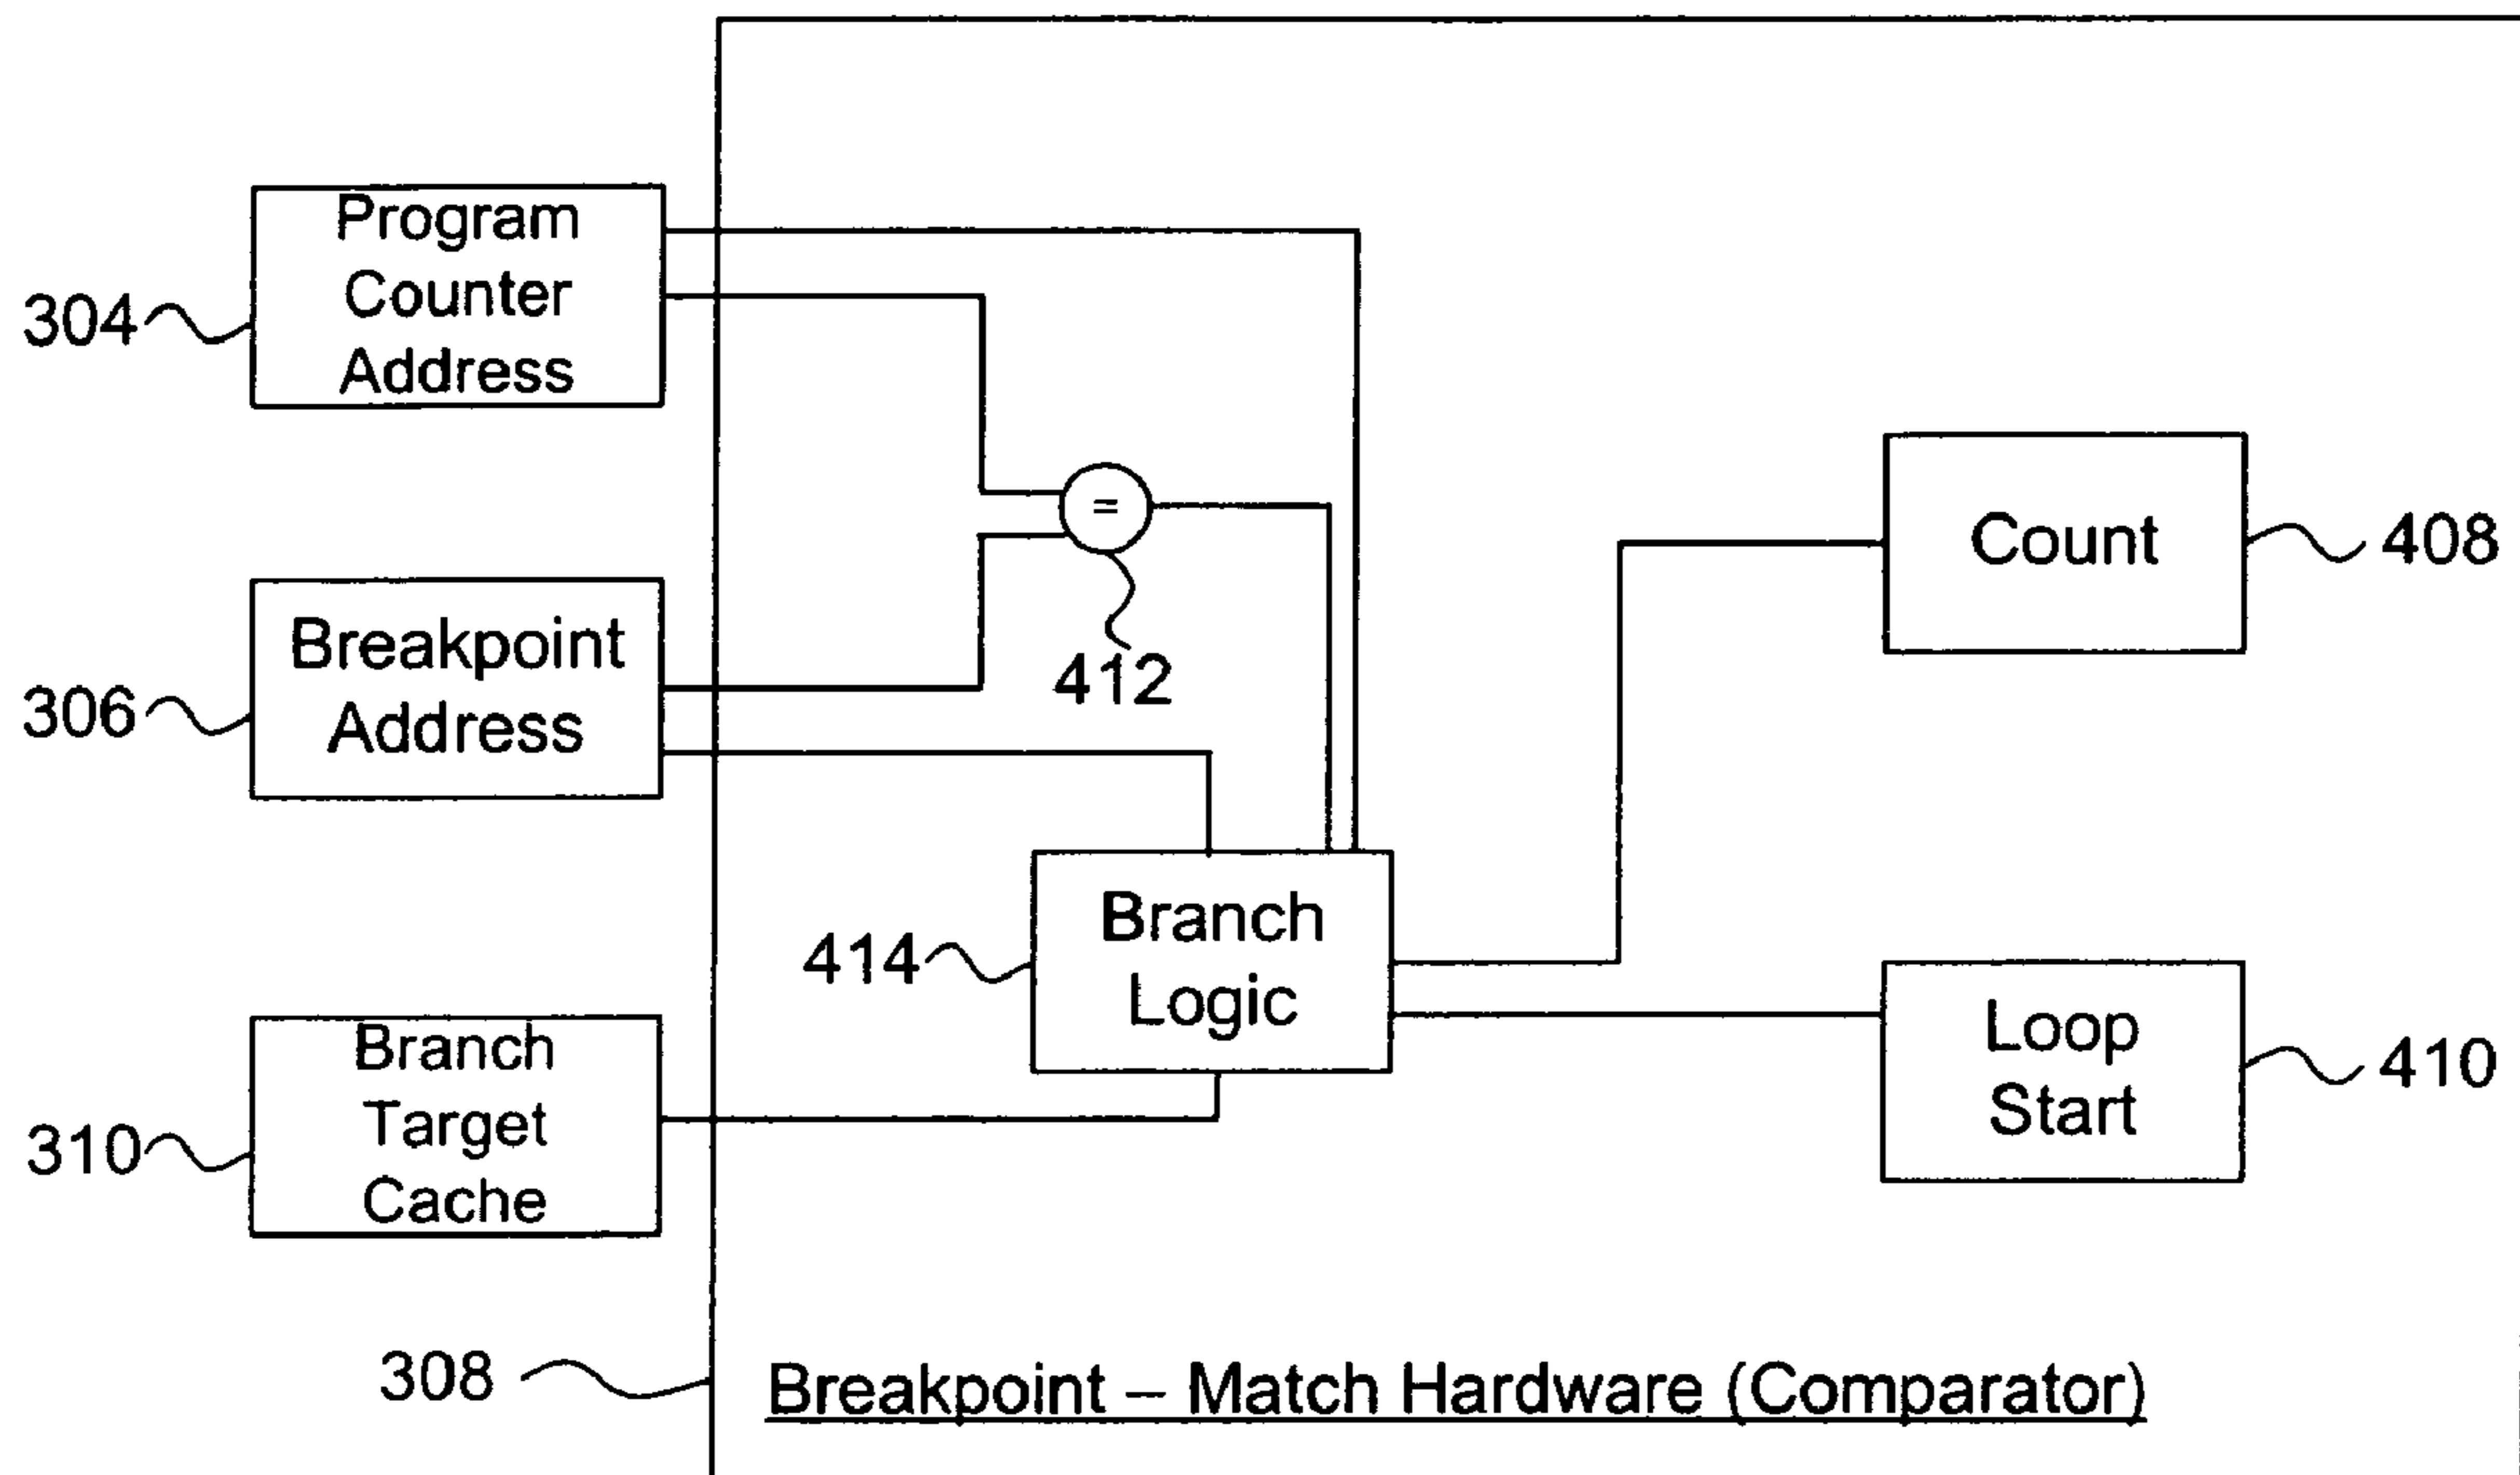 Program
Counter
Address
304
=
Count
408
Breakpoint
Address
306
412
Branch
Logic
414
Loop
Start
410
Branch
Target
Cache
310
308
Breakpoint – Match Hardware (Comparator)